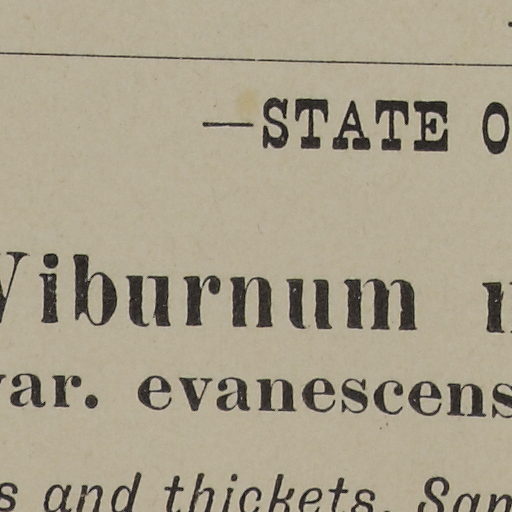 —STATE O
Viburnum n
var. evanescens
s and thickets. San